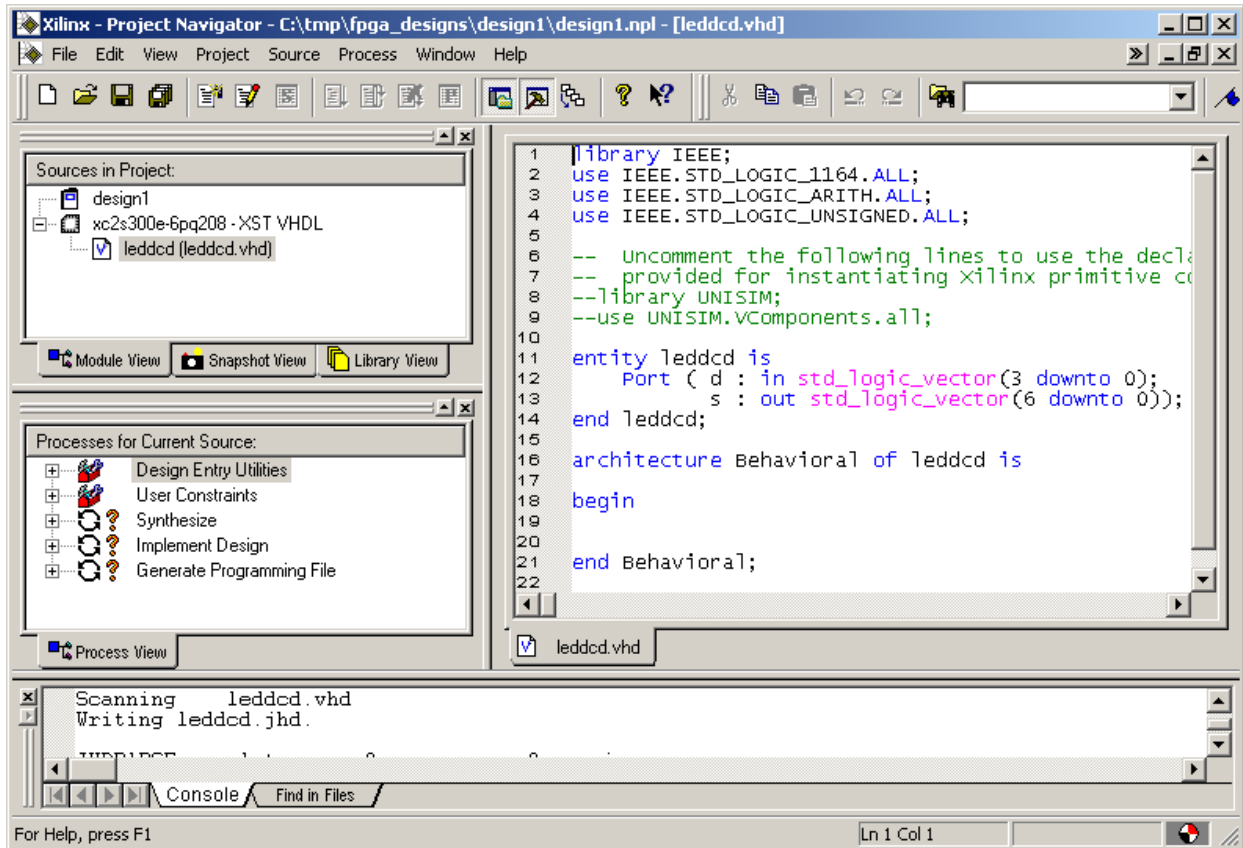 Xilinx - Project Navigator - C:\tmp\fpga_designs\design1\design1.npl - [leddcd.vhd]
File Edit View Project Source Process Window Help
Sources in Project:
design1
xc2s300e-6pq208 - XST VHDL
leddcd (leddcd.vhd)
Module View Snapshot View Library View
Processes for Current Source:
Design Entry Utilities
User Constraints
Synthesize
Implement Design
Generate Programming File
Process View
1 library IEEE;
2 use IEEE.STD_LOGIC_1164.ALL;
3 use IEEE.STD_LOGIC_ARITH.ALL;
4 use IEEE.STD_LOGIC_UNSIGNED.ALL;
5
6 -- Uncomment the following lines to use the decla
7 -- provided for instantiating Xilinx primitive co
8 --library UNISIM;
9 --use UNISIM.VComponents.all;
10
11 entity leddcd is
12 Port ( d : in std_logic_vector(3 downto 0);
13 s : out std_logic_vector(6 downto 0));
14 end leddcd;
15
16 architecture Behavioral of leddcd is
17
18 begin
19
20
21 end Behavioral;
22
leddcd.vhd
Scanning leddcd.vhd
Writing leddcd.jhd.
Console Find in Files
For Help, press F1
Ln 1 Col 1